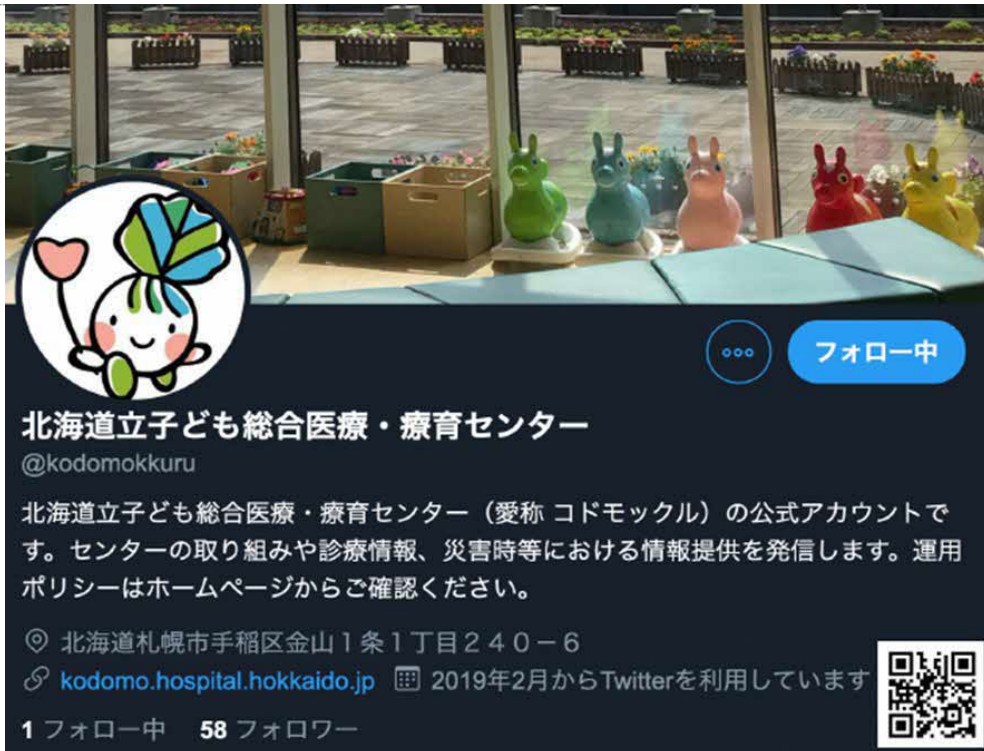 フォロー中
北海道立子ども総合医療・療育センター
@kodomokkuru
北海道立子ども総合医療・療育センター（愛称 コドモックル）の公式アカウントで
す。センターの取り組みや診療情報、災害時等における情報提供を発信します。運用
ポリシーはホームページからご確認ください。
北海道札幌市手稲区金山１条１丁目２４０－６
kodomo.hospital.hokkaido.jp 2019年2月からTwitterを利用しています
1 フォロー中 58 フォロワー